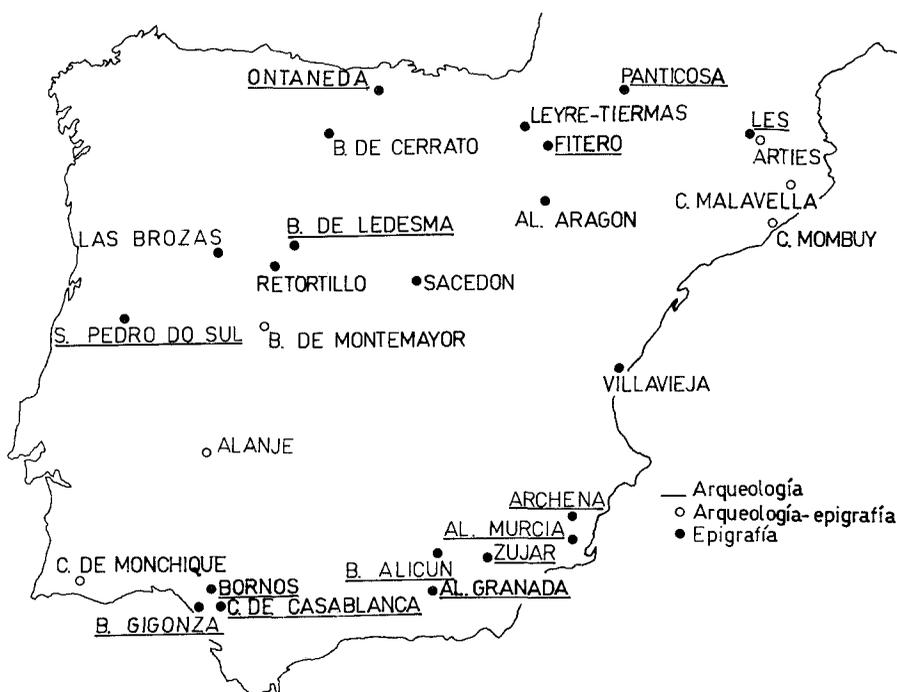 ONTANEDA
PANTICOSA
LEYRE-TIERMAS
LES
B. DE CERRATO
FITERO
ARTIES
C. MALAVELLA
AL. ARAGON
B. DE LEDESMA
LAS BROZAS
C. MOMBUY
RETORTILLO
SACEDON
S. PEDRO DO SUL
B. DE MONTEMAYOR
VILLAVIEJA
ALANJE
Arqueología
ARCHENA
Arqueología-epigrafía
AL. MURCIA
Epigrafía
ZUJAR
C. DE MONCHIQUE
B. ALICUN
BORNOS
AL. GRANADA
C. DE CASABLANCA
B. GIGONZA